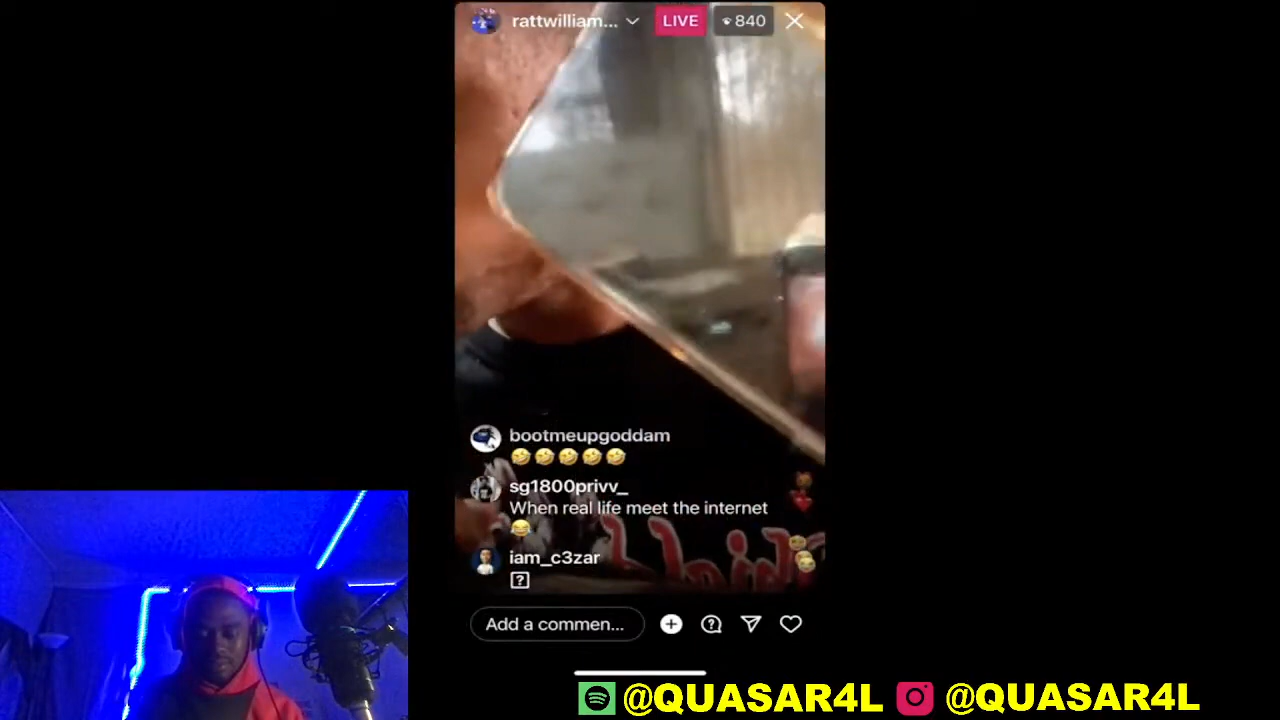 rattwilliam...
LIVE
840
bootmeupgoddam
🤣🤣🤣🤣🤣
sg1800privv_
When real life meet the internet
😂
iam_c3zar
?
Add a commen...
@QUASAR4L @QUASAR4L